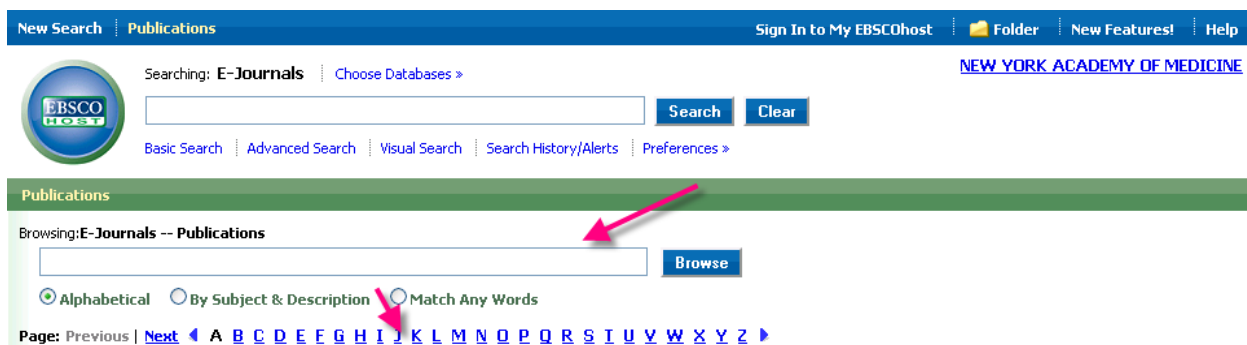 New Search Publications Sign In to My EBSCOhost Folder New Features! Help
Searching: E-Journals Choose Databases »
NEW YORK ACADEMY OF MEDICINE
EBSCO
HOST
Search Clear
Basic Search Advanced Search Visual Search Search History/Alerts Preferences »
Publications
Browsing:E-Journals -- Publications
Browse
Alphabetical By Subject & Description Match Any Words
Page: Previous | Next A B C D E F G H I J K L M N O P Q R S T U V W X Y Z